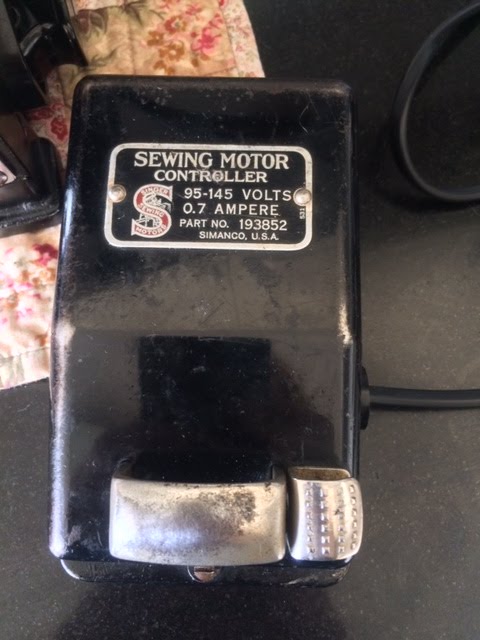 SEWING MOTOR
CONTROLLER
SINGER
SEWING
MOTOR
95-145 VOLTS
0.7 AMPERE
PART NO. 193852
SIMANCO, U.S.A.